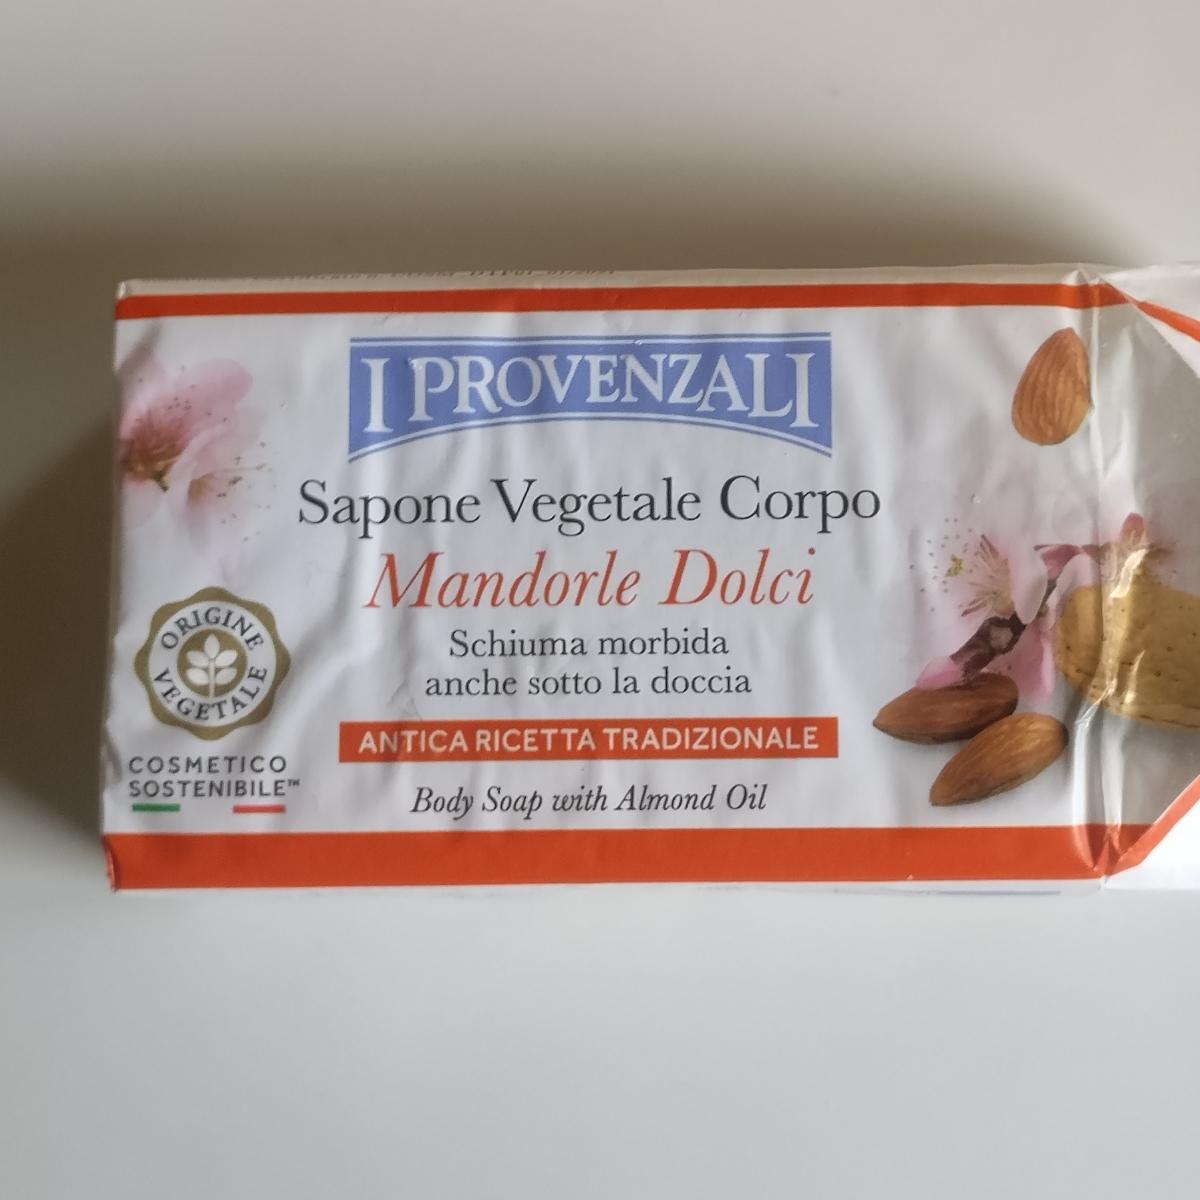 I PROVENZALI
Sapone Vegetale Corpo
Mandorle Dolci
Schiuma morbida
anche sotto la doccia
ANTICA RICETTA TRADIZIONALE
Body Soap with Almond Oil
ORIGINE
VEGETALE
COSMETICO
SOSTENIBILE™